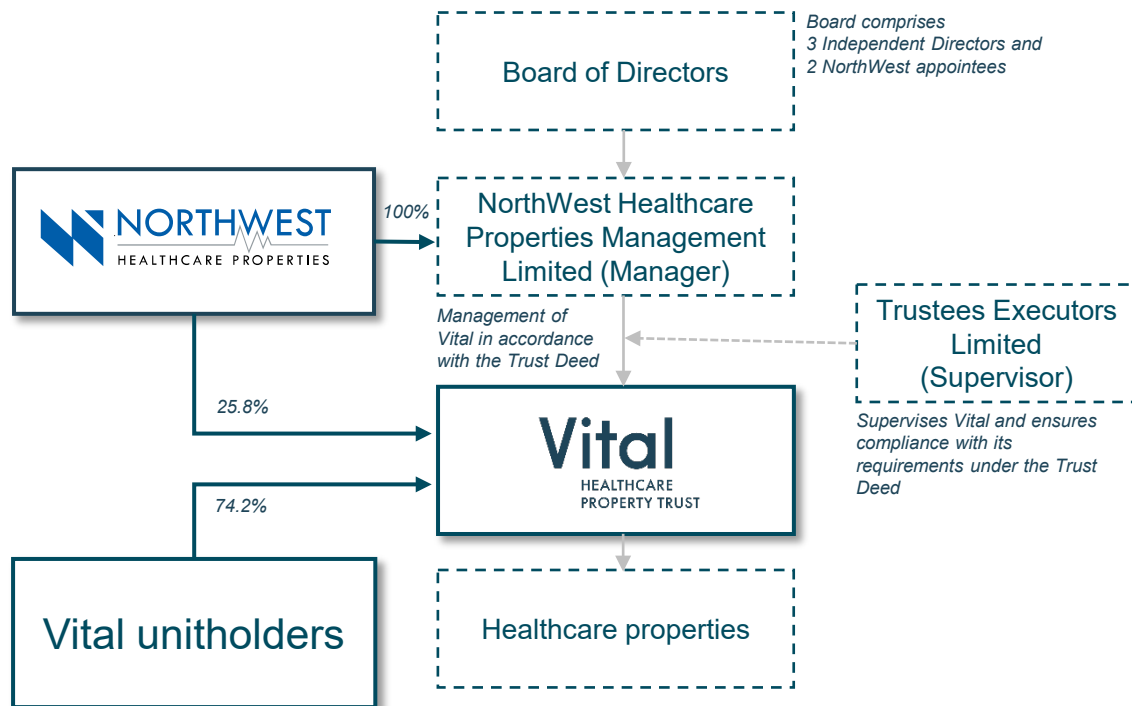 Board of Directors
Board comprises
3 Independent Directors and
2 NorthWest appointees
NORTHWEST
HEALTHCARE PROPERTIES
100%
NorthWest Healthcare
Properties Management
Limited (Manager)
Management of
Vital in accordance
with the Trust Deed
Trustees Executors
Limited
(Supervisor)
Supervises Vital and ensures
compliance with its
requirements under the Trust
Deed
25.8%
Vital
HEALTHCARE
PROPERTY TRUST
74.2%
Vital unitholders
Healthcare properties